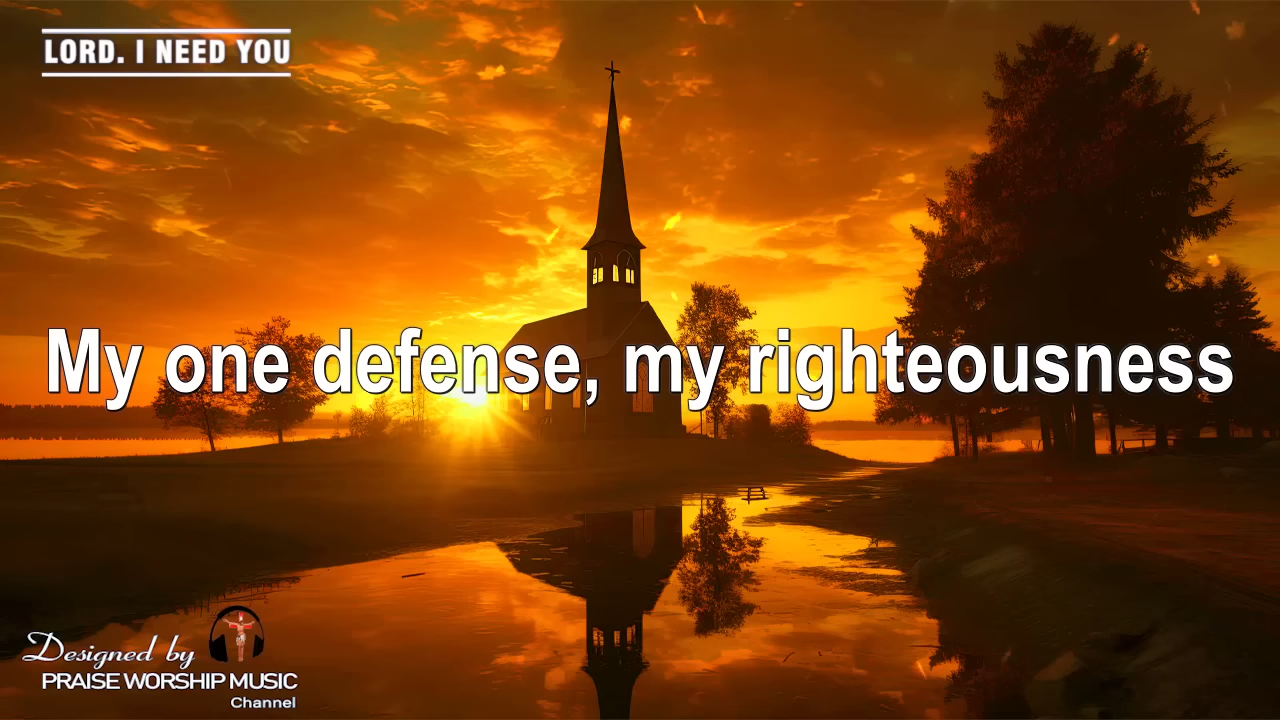 LORD. I NEED YOU
My one defense, my righteousness
Designed by
PRAISE WORSHIP MUSIC
Channel